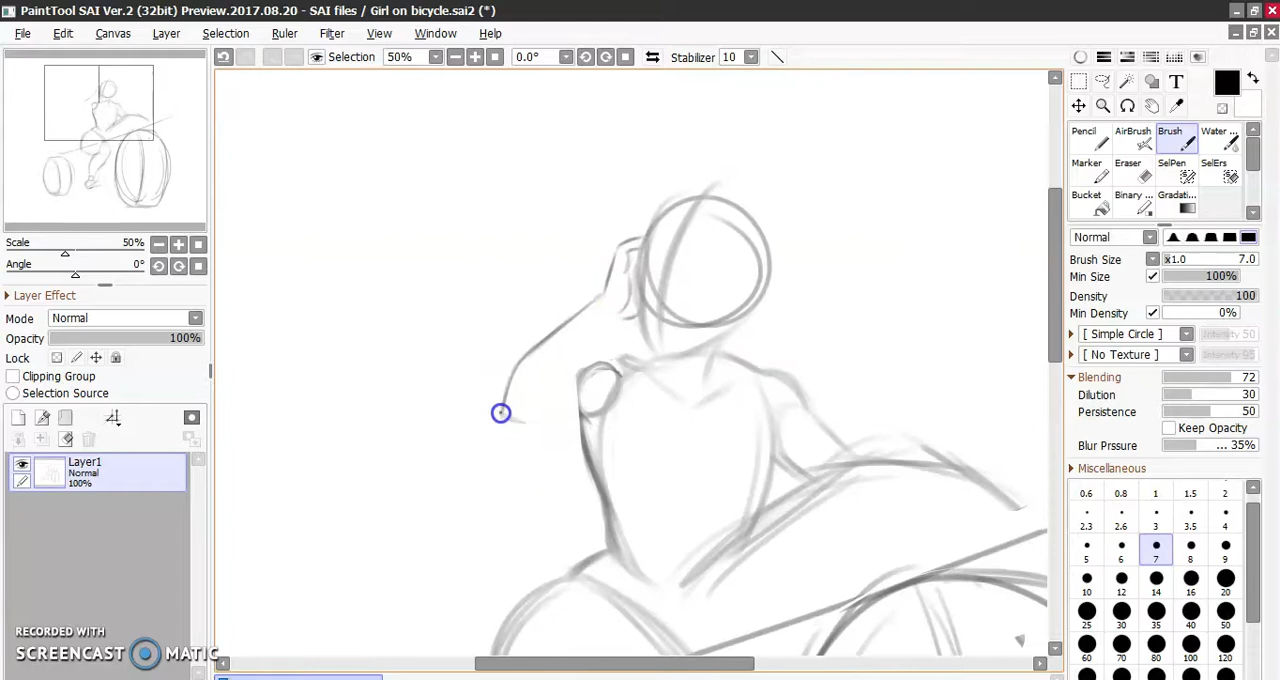 PaintTool SAI Ver.2 (32bit) Preview.2017.08.20 - SAI files / Girl on bicycle.sai2 (*)
File Edit Canvas Layer Selection Ruler Filter View Window Help
Selection 50% 0.0° Stabilizer 10
T
Pencil AirBrush Brush Water ...
Marker Eraser SelPen SelErs
Bucket Binary ... Gradati...
Scale 50%
Angle 0°
Layer Effect
Mode Normal
Opacity 100%
Lock
Clipping Group
Selection Source
Layer1
Normal
100%
Normal
Brush Size x1.0 7.0
Min Size 100%
Density 100
Min Density 0%
[ Simple Circle ] Intensity 50
[ No Texture ] Intensity 95
Blending 72
Dilution 30
Persistence 50
Keep Opacity
Blur Prssure ... 35%
Miscellaneous
0.6 0.8 1 1.5 2
2.3 2.6 3 3.5 4
5 6 7 8 9
10 12 14 16 20
25 30 35 40 50
60 70 80 100 120
RECORDED WITH
SCREENCAST MATIC